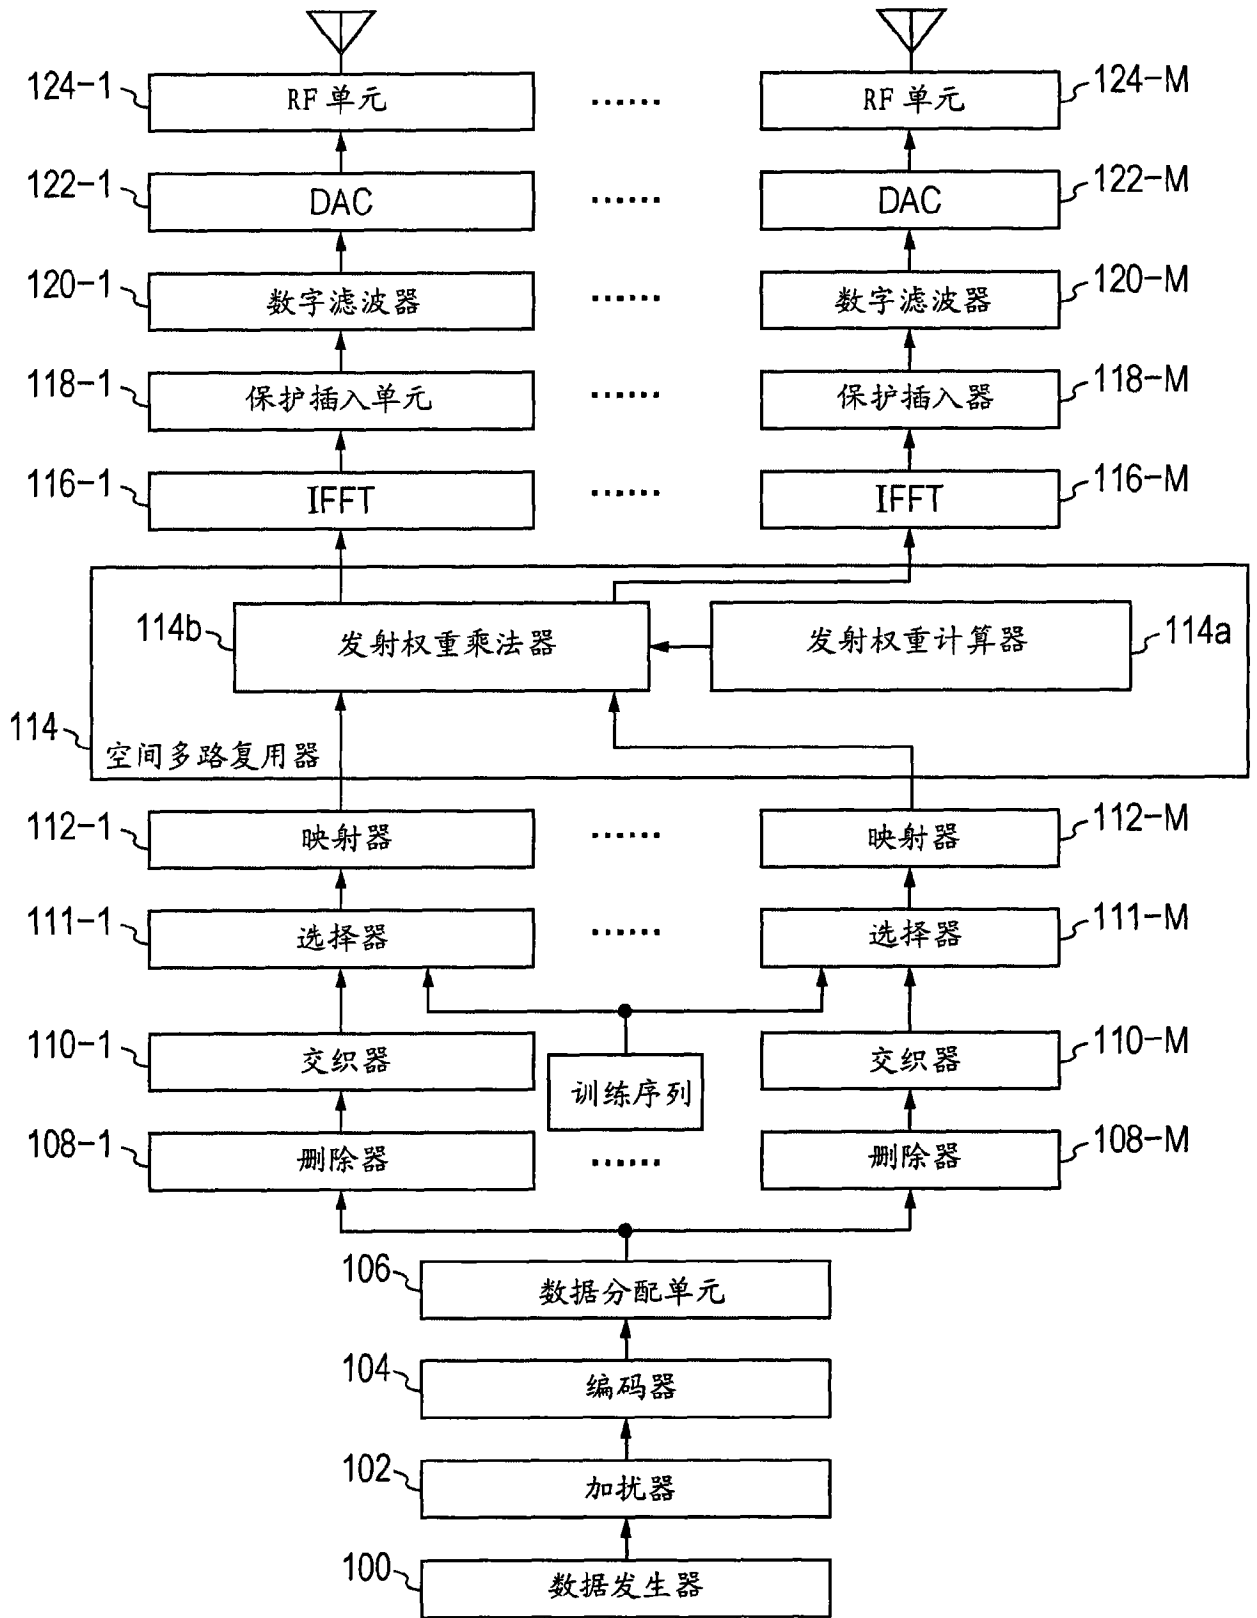 124-1 RF 单元 ...... RF 单元 124-M
122-1 DAC ...... DAC 122-M
120-1 数字滤波器 ...... 数字滤波器 120-M
118-1 保护插入单元 ...... 保护插入器 118-M
116-1 IFFT ...... IFFT 116-M
114b 发射权重乘法器 发射权重计算器 114a
114 空间多路复用器
112-1 映射器 ...... 映射器 112-M
111-1 选择器 ...... 选择器 111-M
110-1 交织器 交织器 110-M
训练序列
108-1 删除器 ...... 删除器 108-M
106 数据分配单元
104 编码器
102 加扰器
100 数据发生器